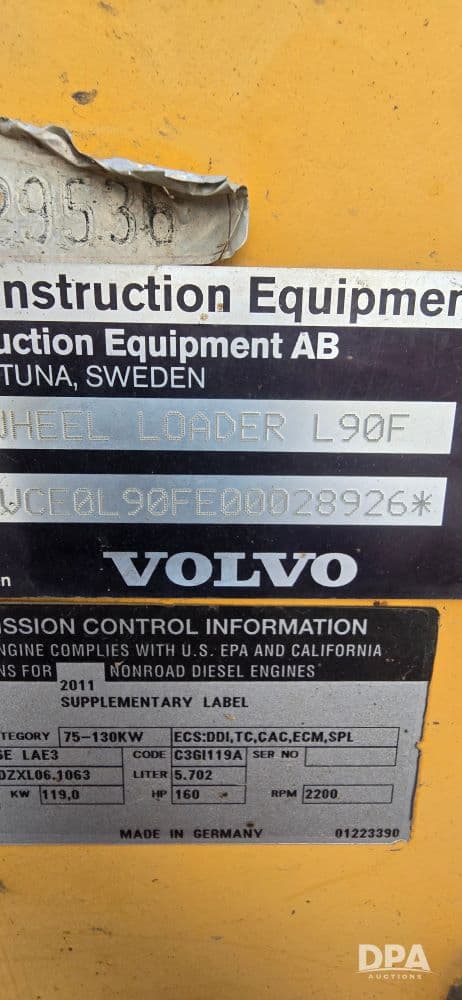 29536
nstruction Equipmen
uction Equipment AB
TUNA, SWEDEN
WHEEL LOADER L90F
VCE0L90FE00028926*
n
VOLVO
SSION CONTROL INFORMATION
NGINE COMPLIES WITH U.S. EPA AND CALIFORNIA
NS FOR NONROAD DIESEL ENGINES
2011
SUPPLEMENTARY LABEL
TEGORY 75-130KW ECS:DDI,TC,CAC,ECM,SPL
6E LAE3 CODE C3GI119A SER NO
DZXL06.1063 LITER 5.702
KW 119,0 HP 160 RPM 2200
MADE IN GERMANY 01223390
DPA
AUCTIONS